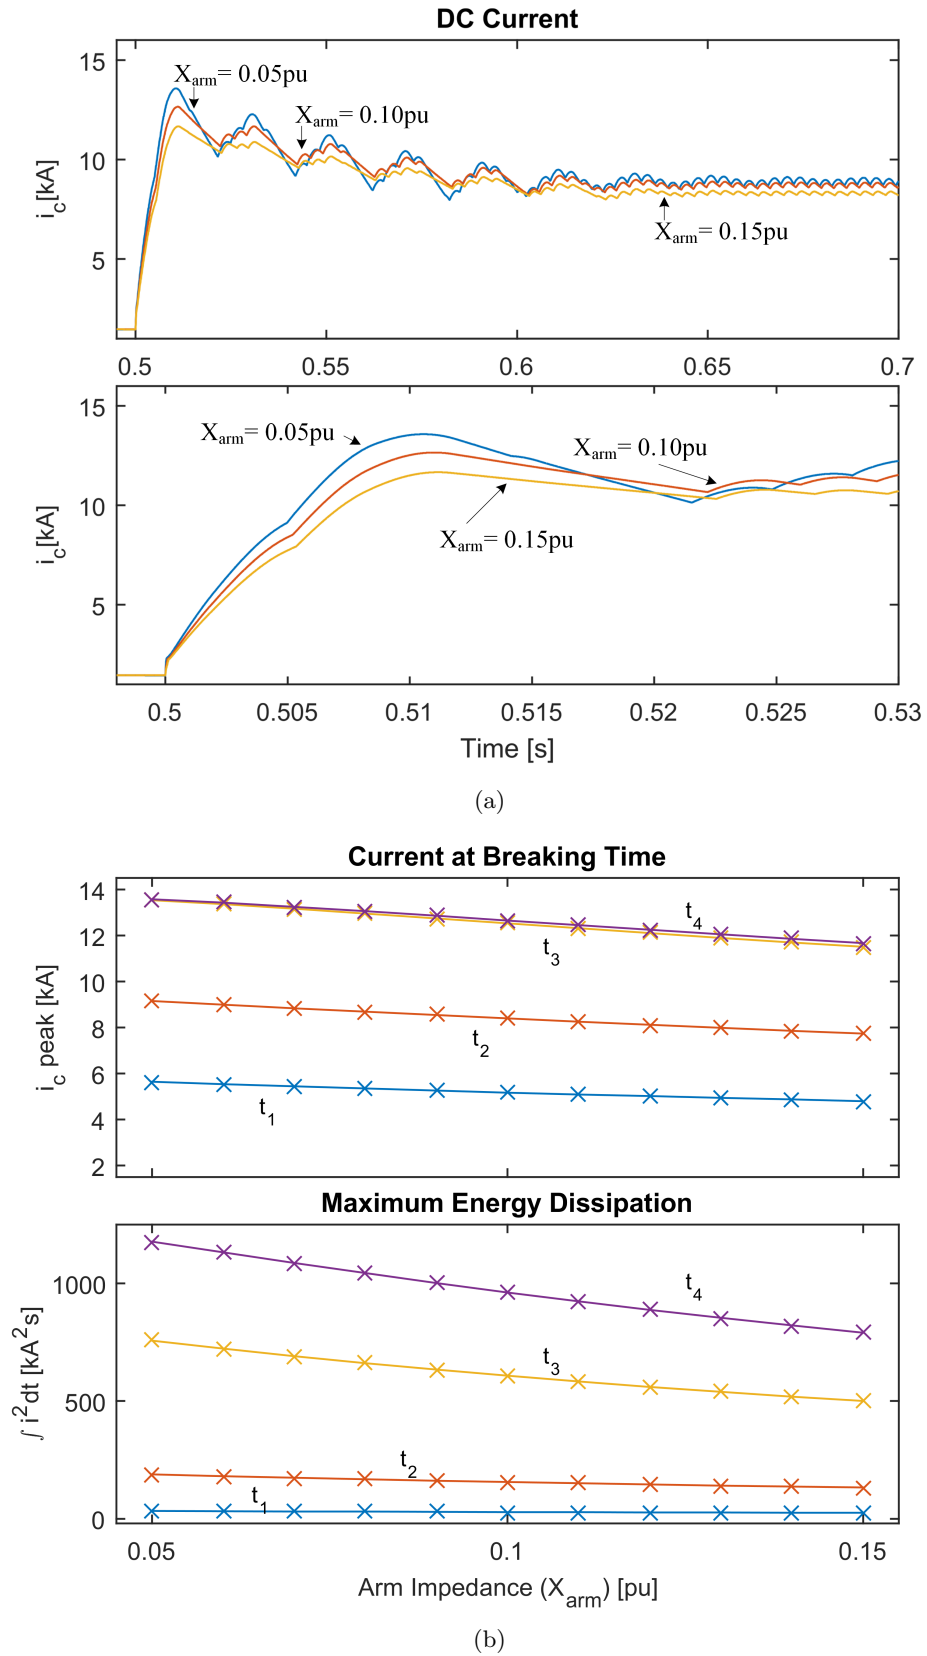 DC Current
15
10
5
i_c[kA]
X_arm= 0.05pu
X_arm= 0.10pu
X_arm= 0.15pu
0.5 0.55 0.6 0.65 0.7
15
10
5
i_c[kA]
X_arm= 0.05pu
X_arm= 0.10pu
X_arm= 0.15pu
0.5 0.505 0.51 0.515 0.52 0.525 0.53
Time [s]
(a)
Current at Breaking Time
14
12
10
8
6
4
2
i_c peak [kA]
t_4
t_3
t_2
t_1
Maximum Energy Dissipation
1000
500
0
∫ i^2dt [kA^2s]
t_4
t_3
t_2
t_1
0.05 0.1 0.15
Arm Impedance (X_arm) [pu]
(b)